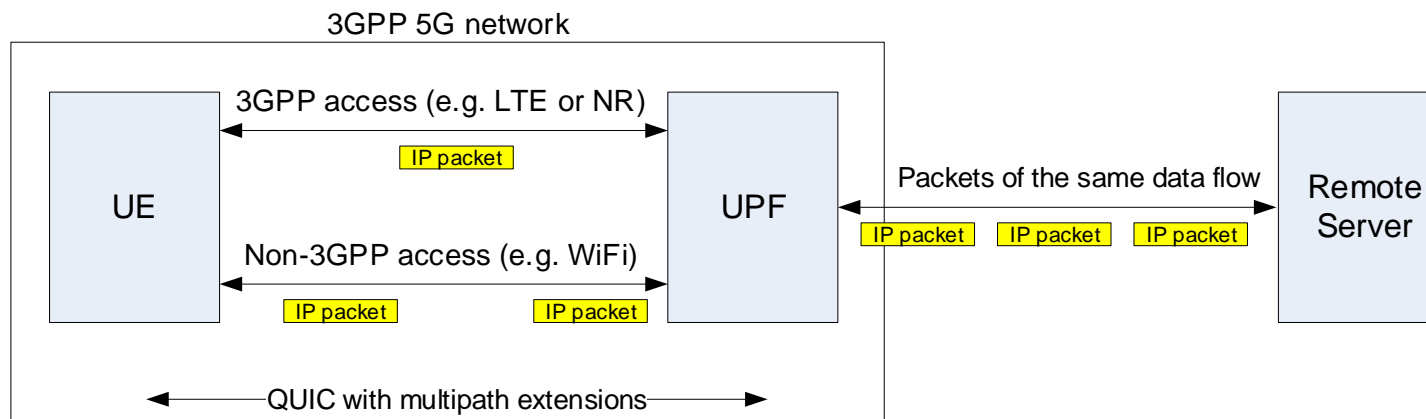 3GPP 5G network
3GPP access (e.g. LTE or NR)
IP packet
UE
UPF
Packets of the same data flow
Remote
Server
IP packet
IP packet
IP packet
Non-3GPP access (e.g. WiFi)
IP packet
IP packet
QUIC with multipath extensions